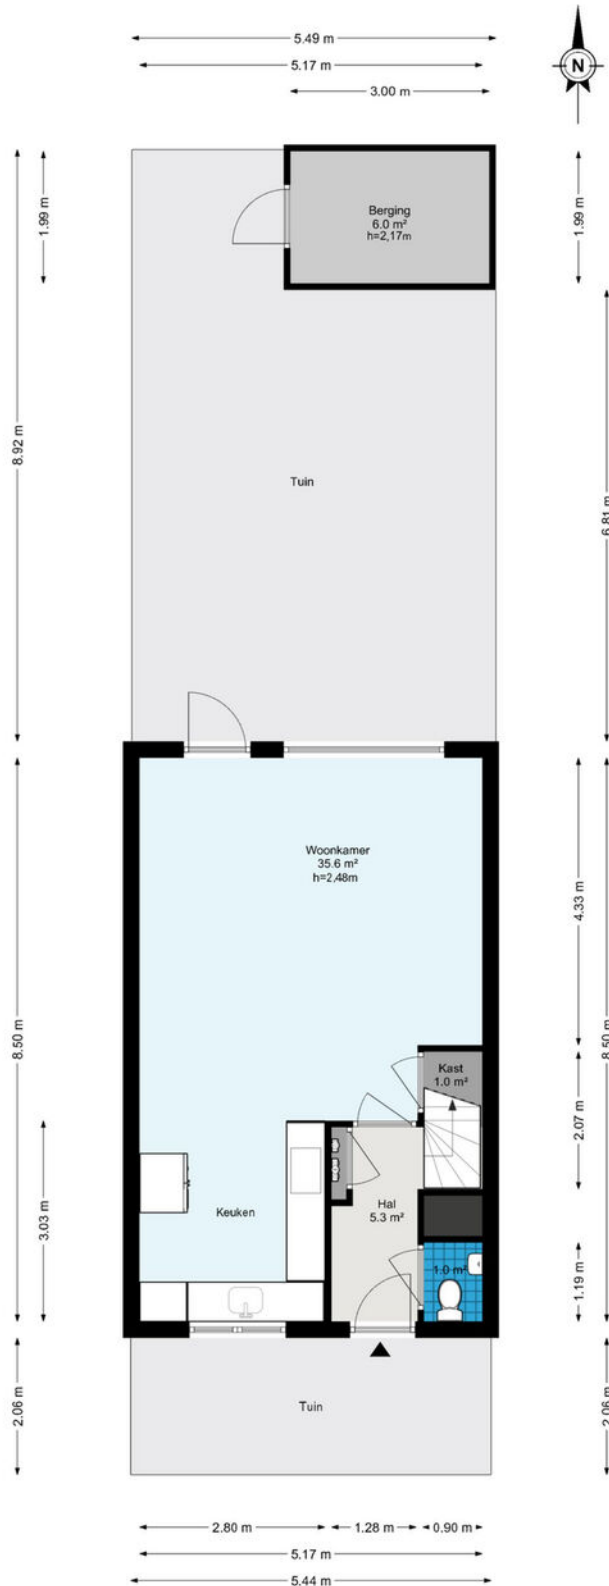 5.49 m
5.17 m
3.00 m
N
1.99 m
1.99 m
Berging
6.0 m²
h=2,17m
8.92 m
6.81 m
Tuin
Woonkamer
35.6 m²
h=2,48m
4.33 m
8.50 m
8.50 m
Kast
1.0 m²
2.07 m
3.03 m
Keuken
Hal
5.3 m²
1.0 m²
1.19 m
2.06 m
2.06 m
Tuin
2.80 m
1.28 m
0.90 m
5.17 m
5.44 m